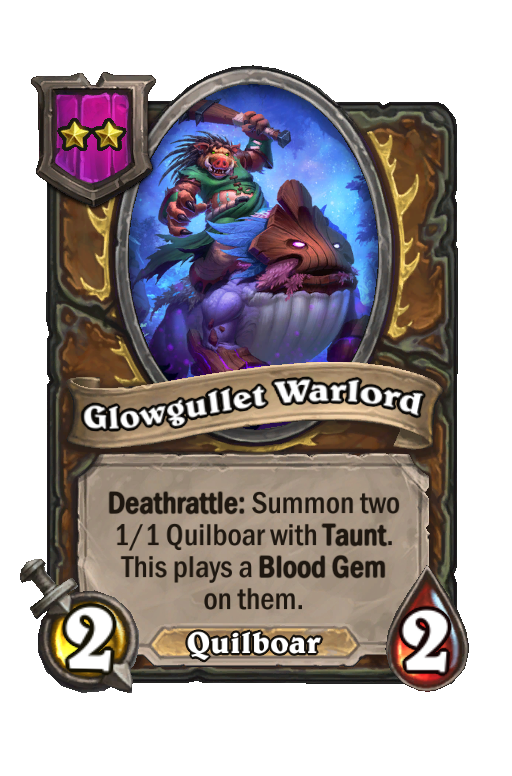 Glowgullet Warlord
Deathrattle: Summon two
1/1 Quilboar with Taunt.
This plays a Blood Gem
on them.
2
Quilboar
2